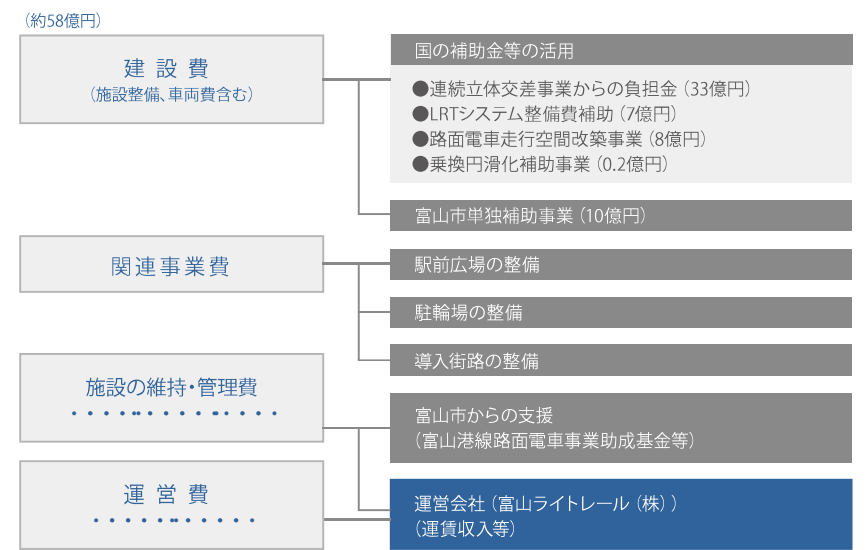 (約58億円)
建設費
(施設整備、車両費含む)
国の補助金等の活用
●連続立体交差事業からの負担金(33億円)
●LRTシステム整備費補助(7億円)
●路面電車走行空間改築事業(8億円)
●乗換円滑化補助事業(0.2億円)
富山市単独補助事業(10億円)
関連事業費
駅前広場の整備
駐輪場の整備
導入街路の整備
施設の維持・管理費
富山市からの支援
(富山港線路面電車事業助成基金等)
運営費
運営会社(富山ライトレール(株))
(運賃収入等)